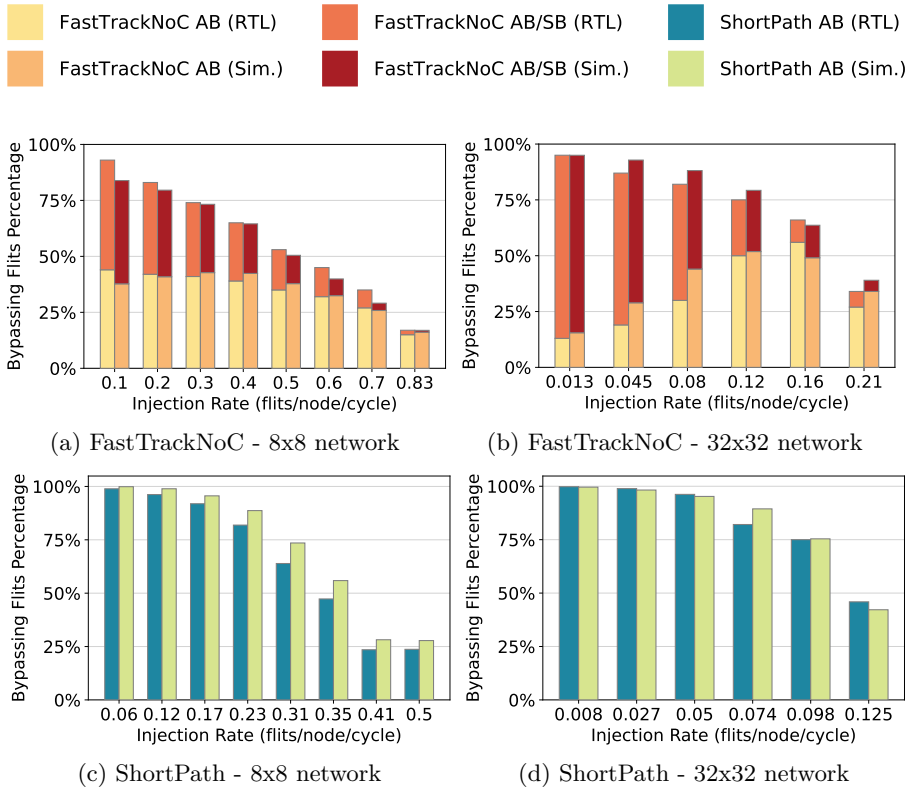 FastTrackNoC AB (RTL)
FastTrackNoC AB/SB (RTL)
ShortPath AB (RTL)
FastTrackNoC AB (Sim.)
FastTrackNoC AB/SB (Sim.)
ShortPath AB (Sim.)
Bypassing Flits Percentage
100%
75%
50%
25%
0%
0.1 0.2 0.3 0.4 0.5 0.6 0.7 0.83
Injection Rate (flits/node/cycle)
(a) FastTrackNoC - 8x8 network
Bypassing Flits Percentage
100%
75%
50%
25%
0%
0.013 0.045 0.08 0.12 0.16 0.21
Injection Rate (flits/node/cycle)
(b) FastTrackNoC - 32x32 network
Bypassing Flits Percentage
100%
75%
50%
25%
0%
0.06 0.12 0.17 0.23 0.31 0.35 0.41 0.5
Injection Rate (flits/node/cycle)
(c) ShortPath - 8x8 network
Bypassing Flits Percentage
100%
75%
50%
25%
0%
0.008 0.027 0.05 0.074 0.098 0.125
Injection Rate (flits/node/cycle)
(d) ShortPath - 32x32 network